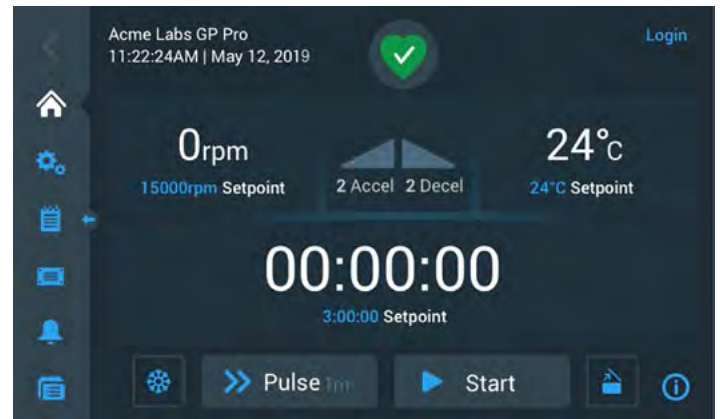 Acme Labs GP Pro
Login
11:22:24AM | May 12, 2019
0rpm
24°c
15000rpm Setpoint
2 Accel 2 Decel
24°C Setpoint
00:00:00
3:00:00 Setpoint
Pulse
Start